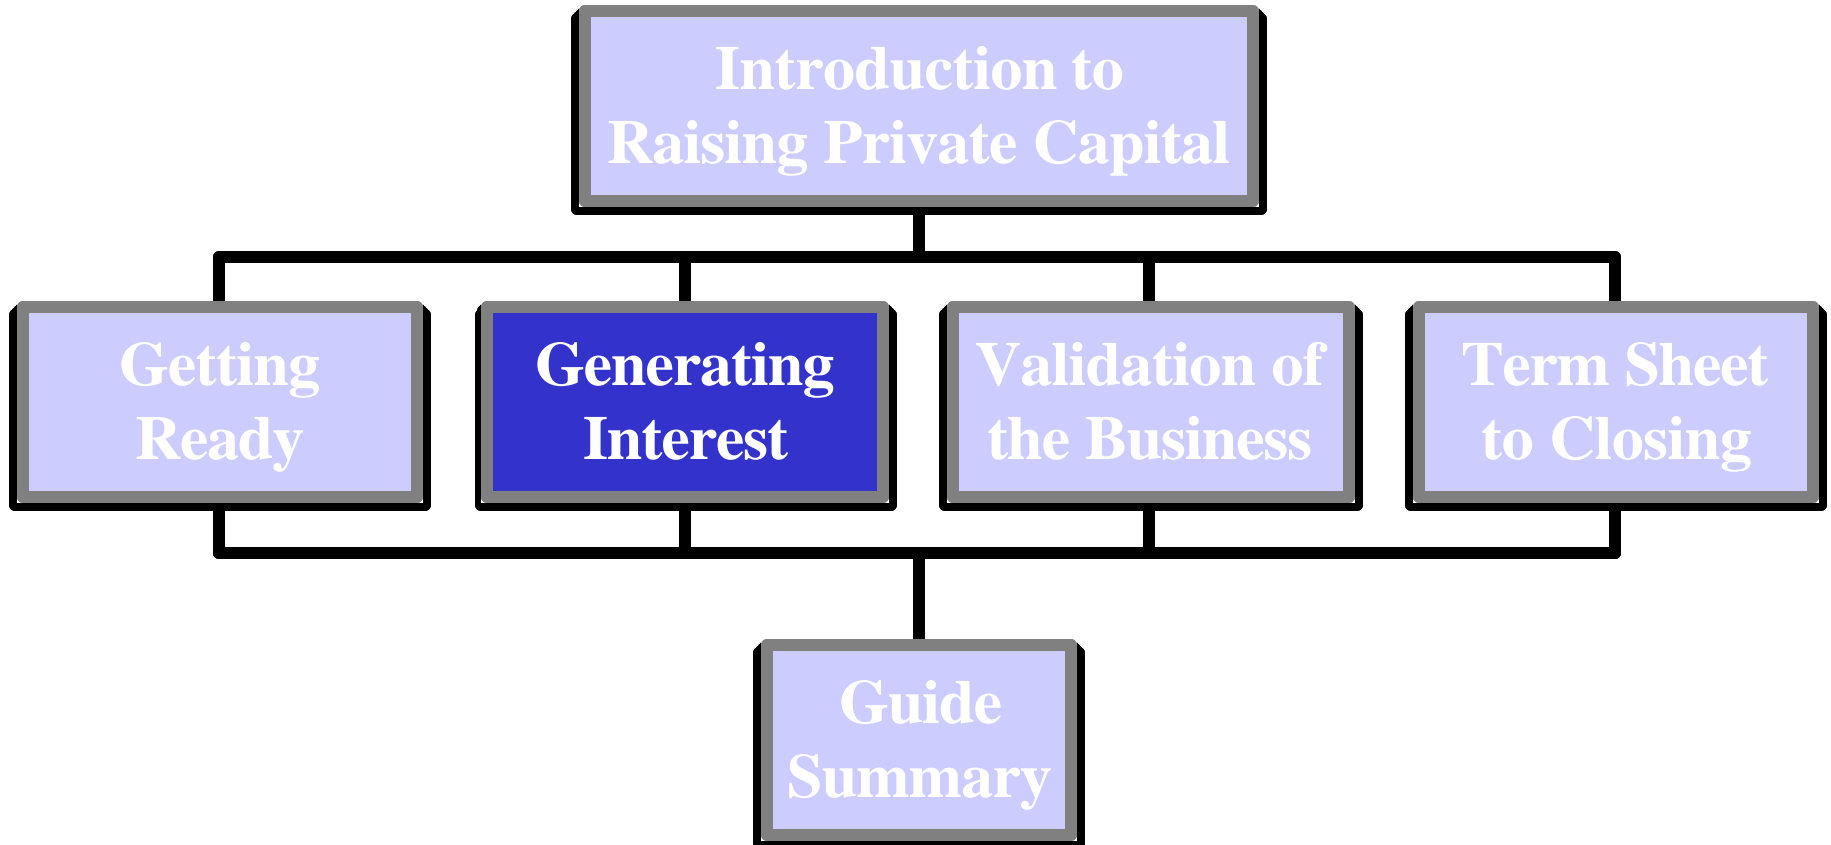 Introduction to
Raising Private Capital
Getting
Ready
Generating
Interest
Validation of
the Business
Term Sheet
to Closing
Guide
Summary